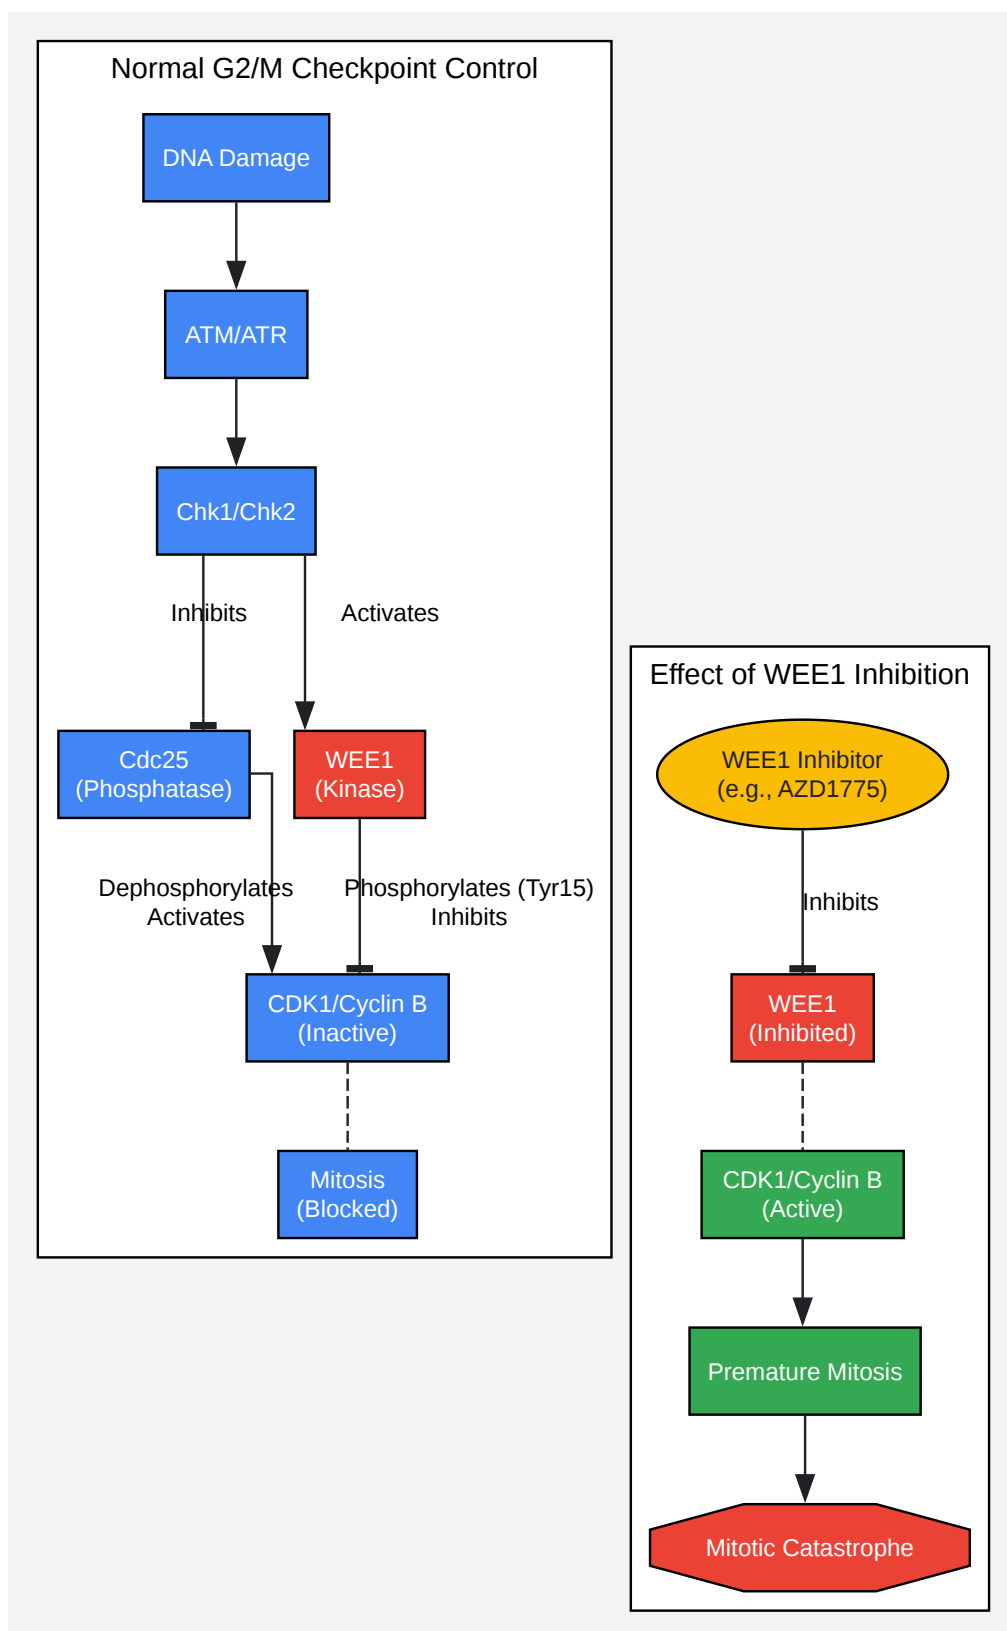 Normal G2/M Checkpoint Control
DNA Damage
ATM/ATR
Chk1/Chk2
Inhibits
Activates
Cdc25
(Phosphatase)
WEE1
(Kinase)
Dephosphorylates
Activates
Phosphorylates (Tyr15)
Inhibits
CDK1/Cyclin B
(Inactive)
Mitosis
(Blocked)
Effect of WEE1 Inhibition
WEE1 Inhibitor
(e.g., AZD1775)
Inhibits
WEE1
(Inhibited)
CDK1/Cyclin B
(Active)
Premature Mitosis
Mitotic Catastrophe